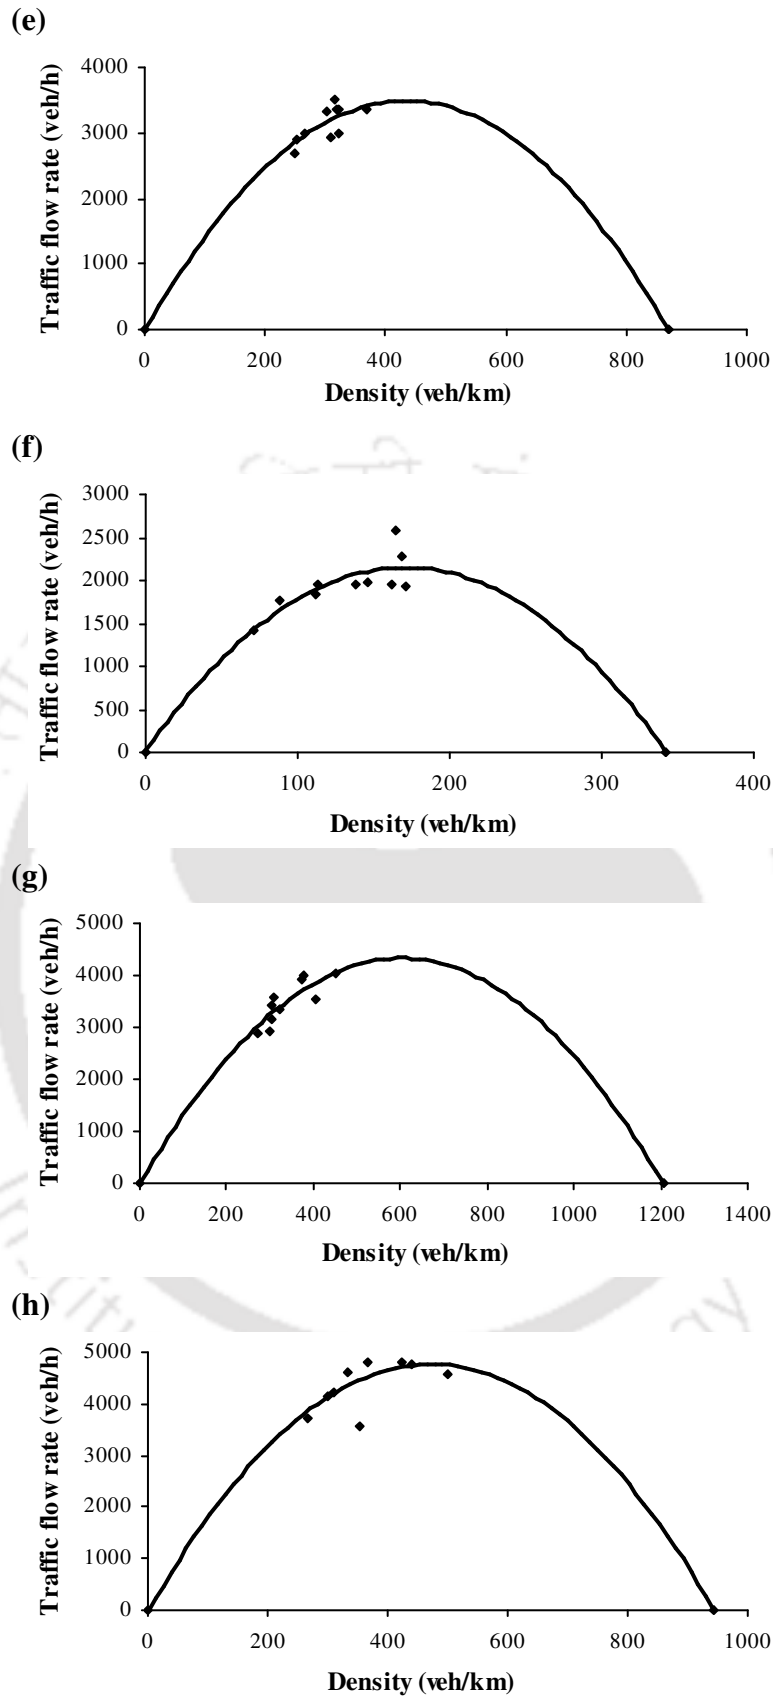 (e)
4000
3000
2000
1000
0
0 200 400 600 800 1000
Traffic flow rate (veh/h)
Density (veh/km)
(f)
3000
2500
2000
1500
1000
500
0
0 100 200 300 400
Traffic flow rate (veh/h)
Density (veh/km)
(g)
5000
4000
3000
2000
1000
0
0 200 400 600 800 1000 1200 1400
Traffic flow rate (veh/h)
Density (veh/km)
(h)
5000
4000
3000
2000
1000
0
0 200 400 600 800 1000
Traffic flow rate (veh/h)
Density (veh/km)